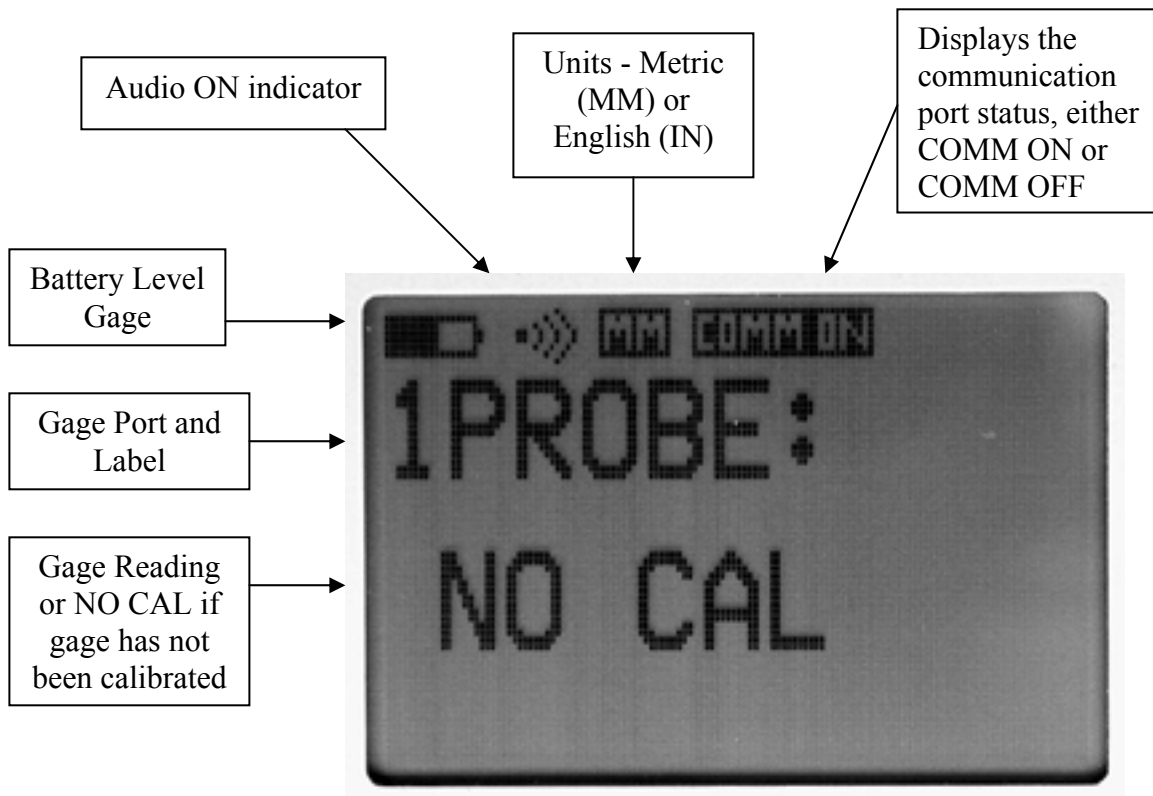 Audio ON indicator
Units - Metric
(MM) or
English (IN)
Displays the
communication
port status, either
COMM ON or
COMM OFF
Battery Level
Gage
Gage Port and
Label
Gage Reading
or NO CAL if
gage has not
been calibrated
MM COMM ON
1PROBE:
NO CAL